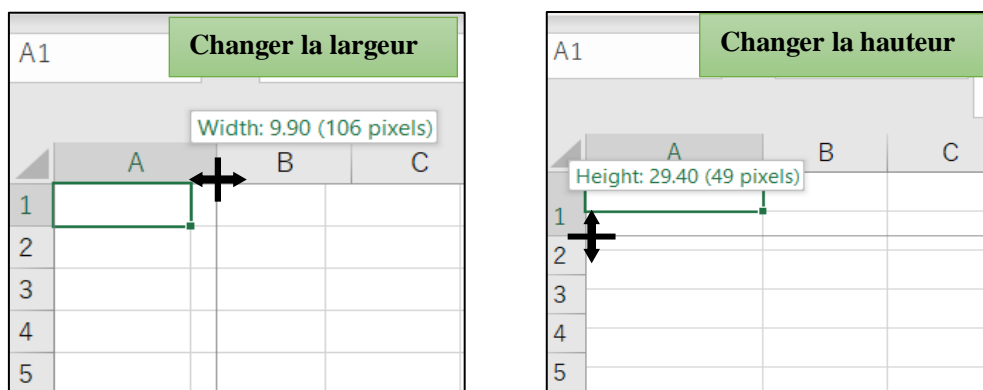 A1
Changer la largeur
Width: 9.90 (106 pixels)
A B C
1
2
3
4
5
A1
Changer la hauteur
A B C
Height: 29.40 (49 pixels)
1
2
3
4
5